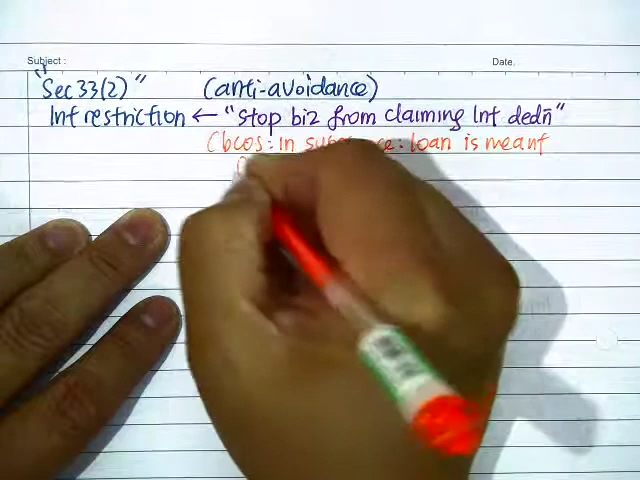 Subject : Date.
"Sec 33(2)" (anti-avoidance)
Int restriction ← "stop biz from claiming Int dedn̄"
(bcos: in loan is meant